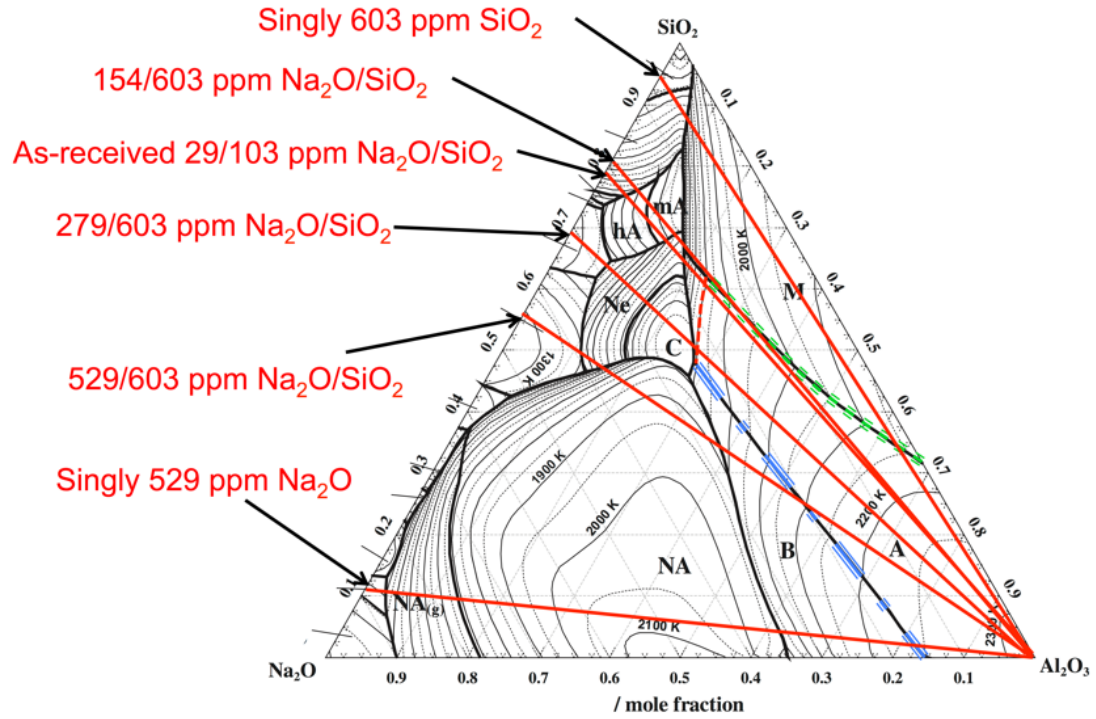 Singly 603 ppm SiO₂
SiO₂
154/603 ppm Na₂O/SiO₂
0.9
0.1
As-received 29/103 ppm Na₂O/SiO₂
0.2
279/603 ppm Na₂O/SiO₂
0.7
mA
hA
0.3
2000 K
0.6
Ne
M
0.4
529/603 ppm Na₂O/SiO₂
0.5
1300 K
C
0.5
0.4
0.6
Singly 529 ppm Na₂O
0.3
1900 K
0.7
2000 K
2200 K
0.2
0.8
B
A
0.1
NA(g)
NA
0.9
2100 K
Na₂O
Al₂O₃
0.9 0.8 0.7 0.6 0.5 0.4 0.3 0.2 0.1
/ mole fraction